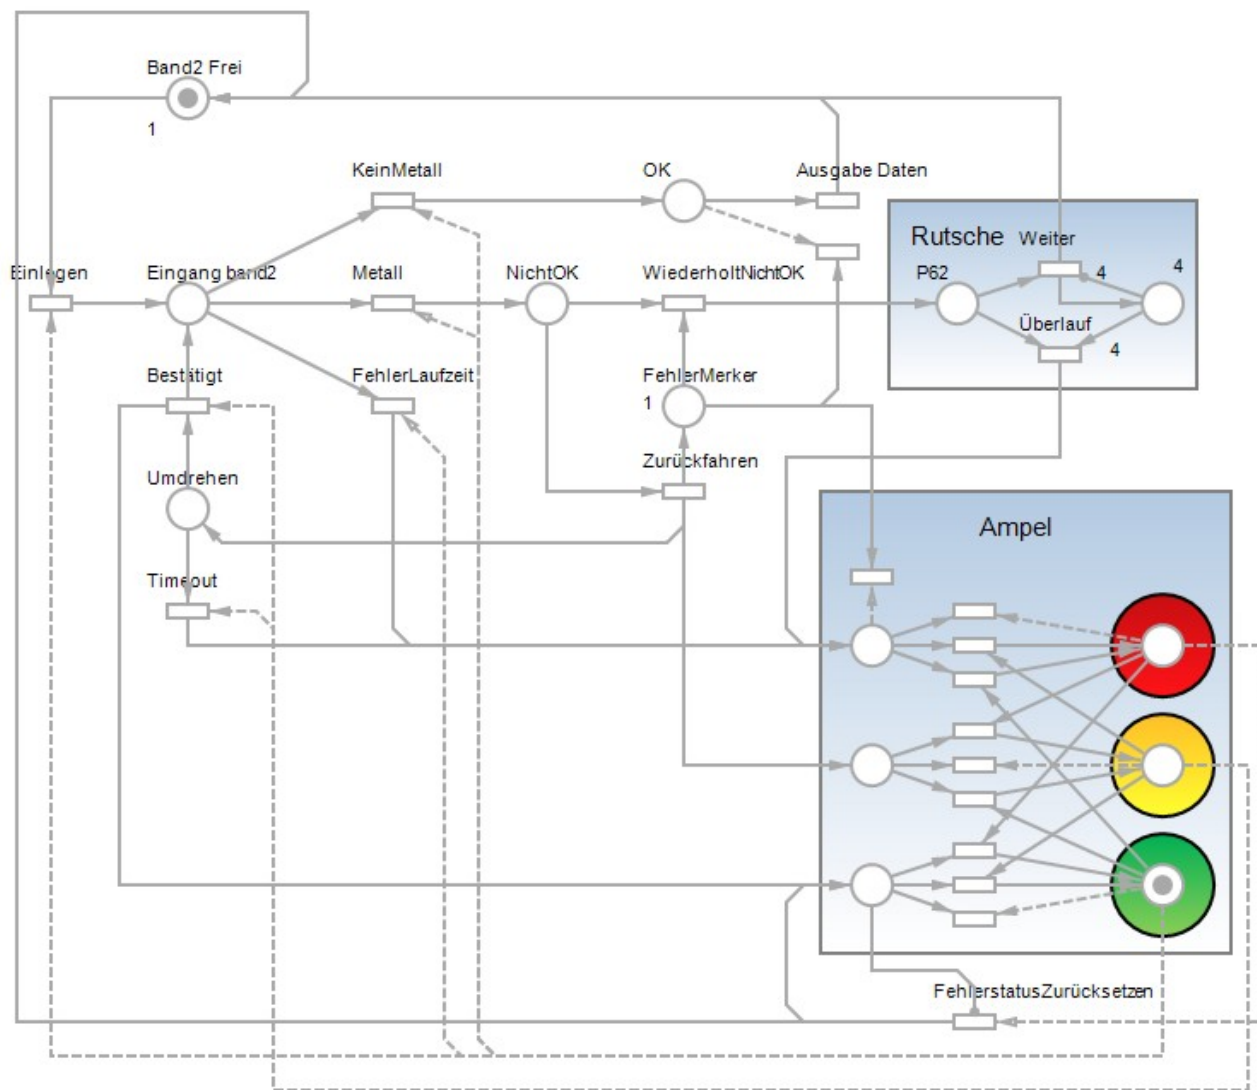 Band2 Frei
1
KeinMetall
OK
Ausgabe Daten
Rutsche
Weiter
4
4
Einlegen
Eingang band2
Metall
NichtOK
WiederholtNichtOK
P62
Überlauf
4
Bestätigt
FehlerLaufzeit
FehlerMerker
1
Zurückfahren
Umdrehen
Ampel
Timeout
FehlerstatusZurücksetzen